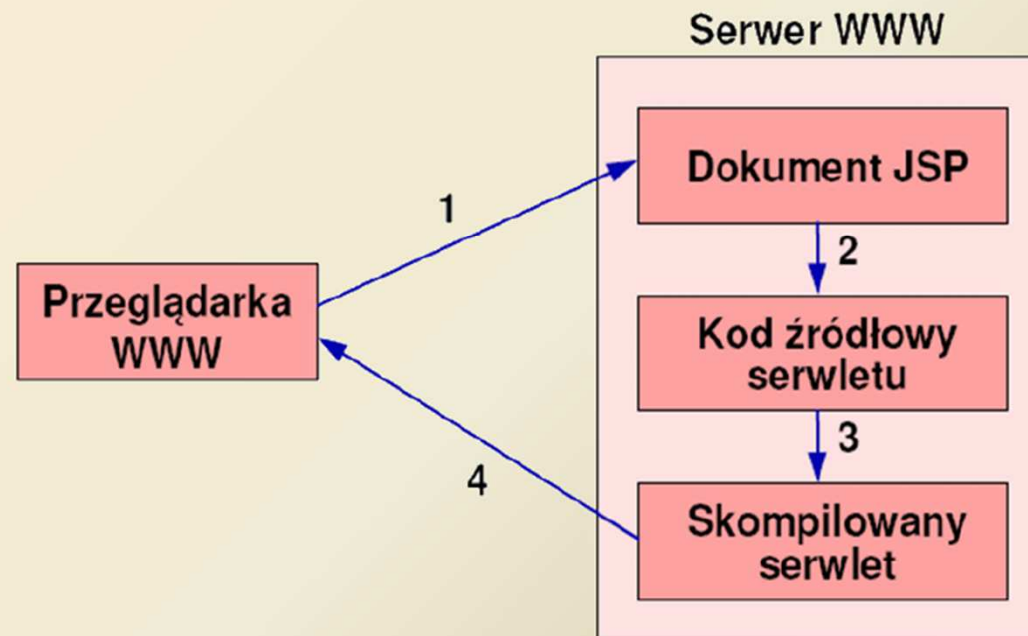 Serwer WWW
Dokument JSP
1
2
Przeglądarka
WWW
Kod źródłowy
serwletu
3
4
Skompilowany
serwlet